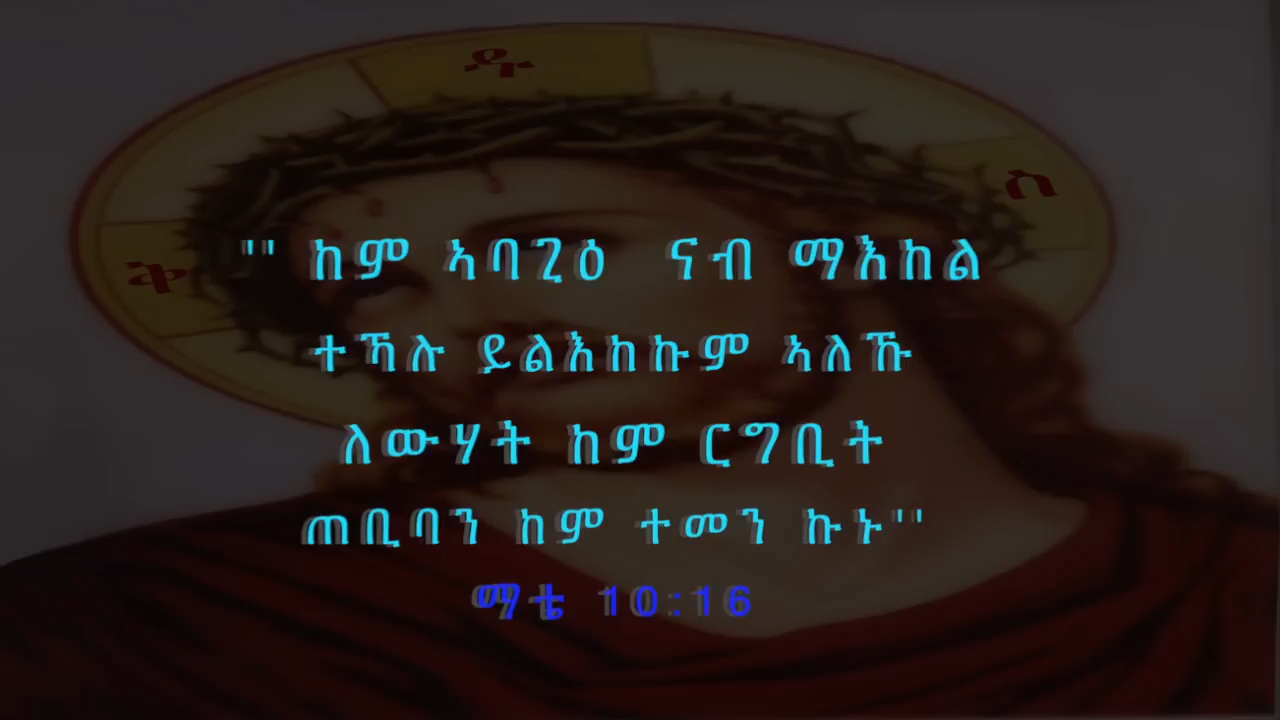 ዱ
ስ
ቅ
" ከም ኣባጊዕ ናብ ማእከል
ተኻሉ ይልእከኩም ኣለኹ
ለውሃት ከም ርግቢት
ጠቢባን ከም ተመን ኩኑ"
ማቴ 10:16